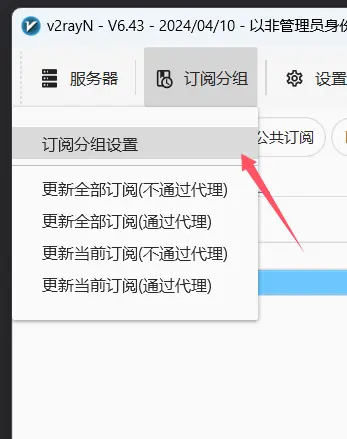 v2rayN - V6.43 - 2024/04/10 - 以非管理员身份
服务器 订阅分组 设置
订阅分组设置
公共订阅
更新全部订阅(不通过代理)
更新全部订阅(通过代理)
更新当前订阅(不通过代理)
更新当前订阅(通过代理)